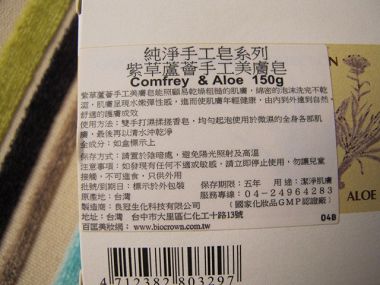 純淨手工皂系列
紫草蘆薈手工美膚皂
Comfrey & Aloe 150g
紫草蘆薈手工美膚皂能照顧易乾燥粗糙的肌膚，綿密的泡沫洗完不乾
澀，肌膚呈現水嫩彈性感，進而使肌膚年輕健康，由內到外達到自然
舒適的護膚成效
使用方法：雙手打濕搓揉香皂，均勻起泡使用於微濕的全身各部肌
膚，最後再以清水沖乾淨
全成分：如盒標示上
保存方式：請置於陰暗處，避免陽光照射及高溫
注意事項：如發現有任何不適或敏感，請立即停止使用，勿讓兒童
接觸，不可進食，只供外用
批號/到期日：標示於外包裝 保存期限：五年 用途：潔淨肌膚
原產地：台灣 服務專線：04-24964283
製造商：良冠生化科技有限公司（國家化妝品GMP認證廠）
地址：台灣 台中市大里區仁化工十路13號
百匡美妝網：www.biocrown.com.tw
04B
4712382803297
ALOE